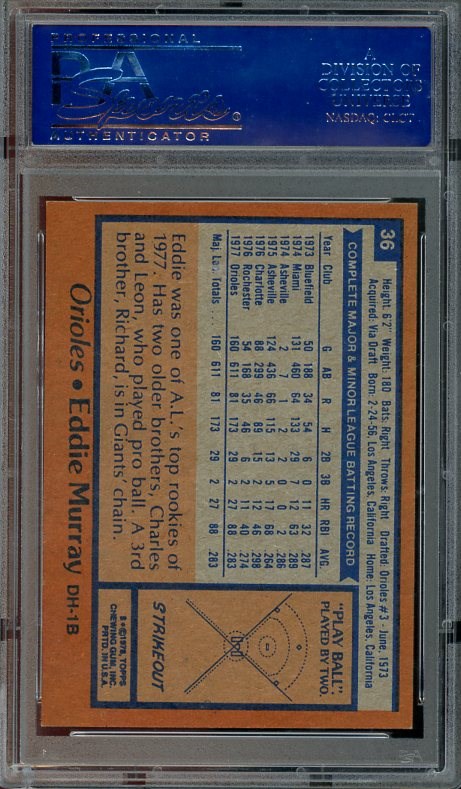 PROFESSIONAL
PSA
Sports®
AUTHENTICATOR
A
DIVISION OF
COLLECTORS
UNIVERSE
NASDAQ: CLCT
36
Height: 6'2" Weight: 180 Bats: Right Throws: Right Drafted: Orioles #3 - June, 1973
Acquired: Via Draft Born: 2-24-56, Los Angeles, California Home: Los Angeles, California
COMPLETE MAJOR & MINOR LEAGUE BATTING RECORD
Year Club G AB R H 2B 3B HR RBI AVG.
1973 Bluefield 50 188 34 54 6 0 11 32 .287
1974 Miami 131 460 64 133 29 7 12 63 .289
1974 Asheville 2 7 1 2 2 0 0 2 .286
1975 Asheville 124 436 66 115 13 5 17 68 .264
1976 Charlotte 88 299 46 89 15 2 12 46 .298
1976 Rochester 54 168 35 46 6 2 11 40 .274
1977 Orioles 160 611 81 173 29 2 27 88 .283
Maj. Lea. Totals . . . 160 611 81 173 29 2 27 88 .283
Eddie was one of A.L.'s top rookies of
1977. Has two older brothers, Charles
and Leon, who played pro ball. A 3rd
brother, Richard, is in Giants' chain.
Orioles • Eddie Murray DH-1B
"PLAY BALL"
PLAYED BY TWO.
STRIKEOUT
©1978 TOPPS
CHEWING GUM, INC.
PRTD. IN U.S.A.